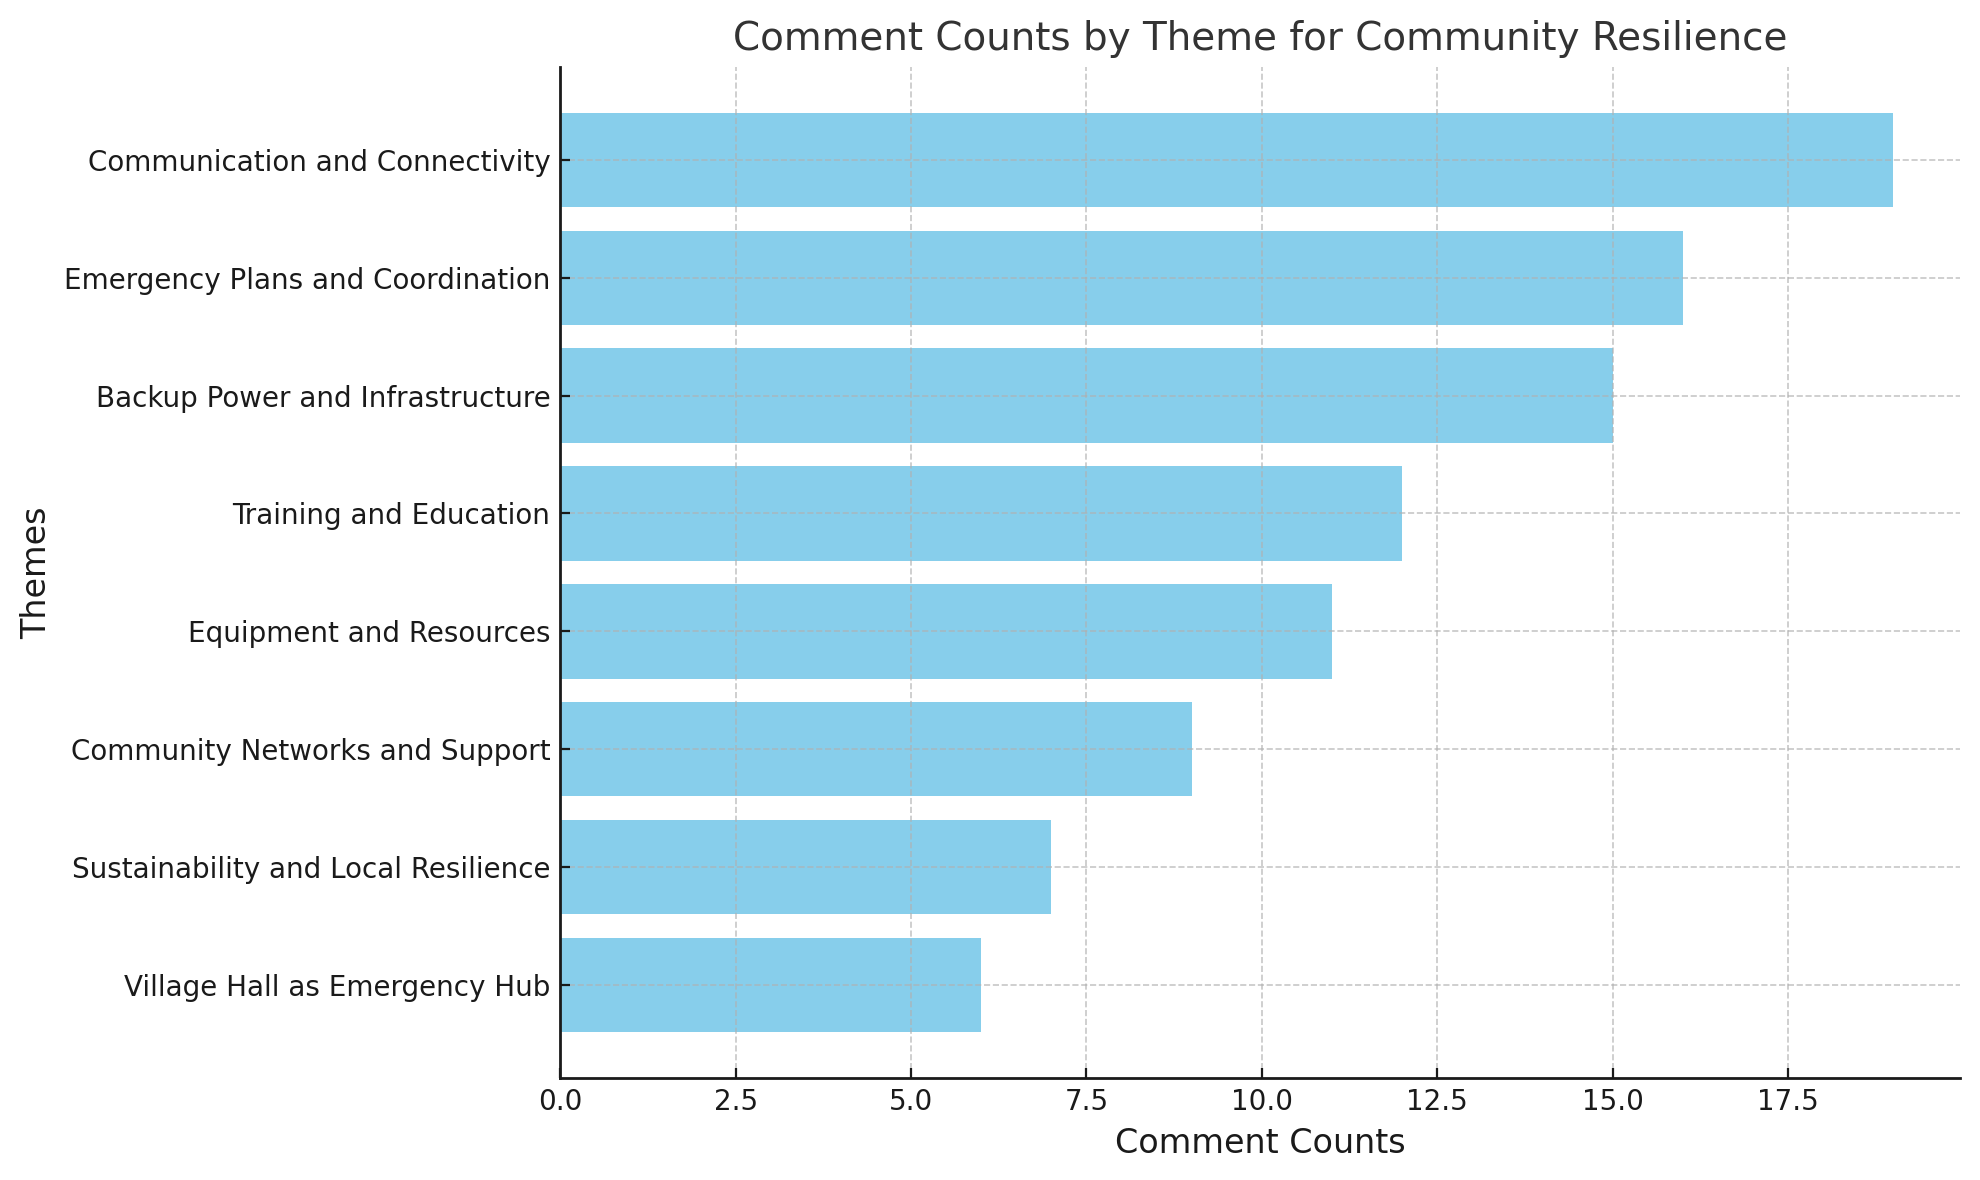 Comment Counts by Theme for Community Resilience
Communication and Connectivity
Emergency Plans and Coordination
Backup Power and Infrastructure
Training and Education
Equipment and Resources
Community Networks and Support
Sustainability and Local Resilience
Village Hall as Emergency Hub
Themes
0.0 2.5 5.0 7.5 10.0 12.5 15.0 17.5
Comment Counts